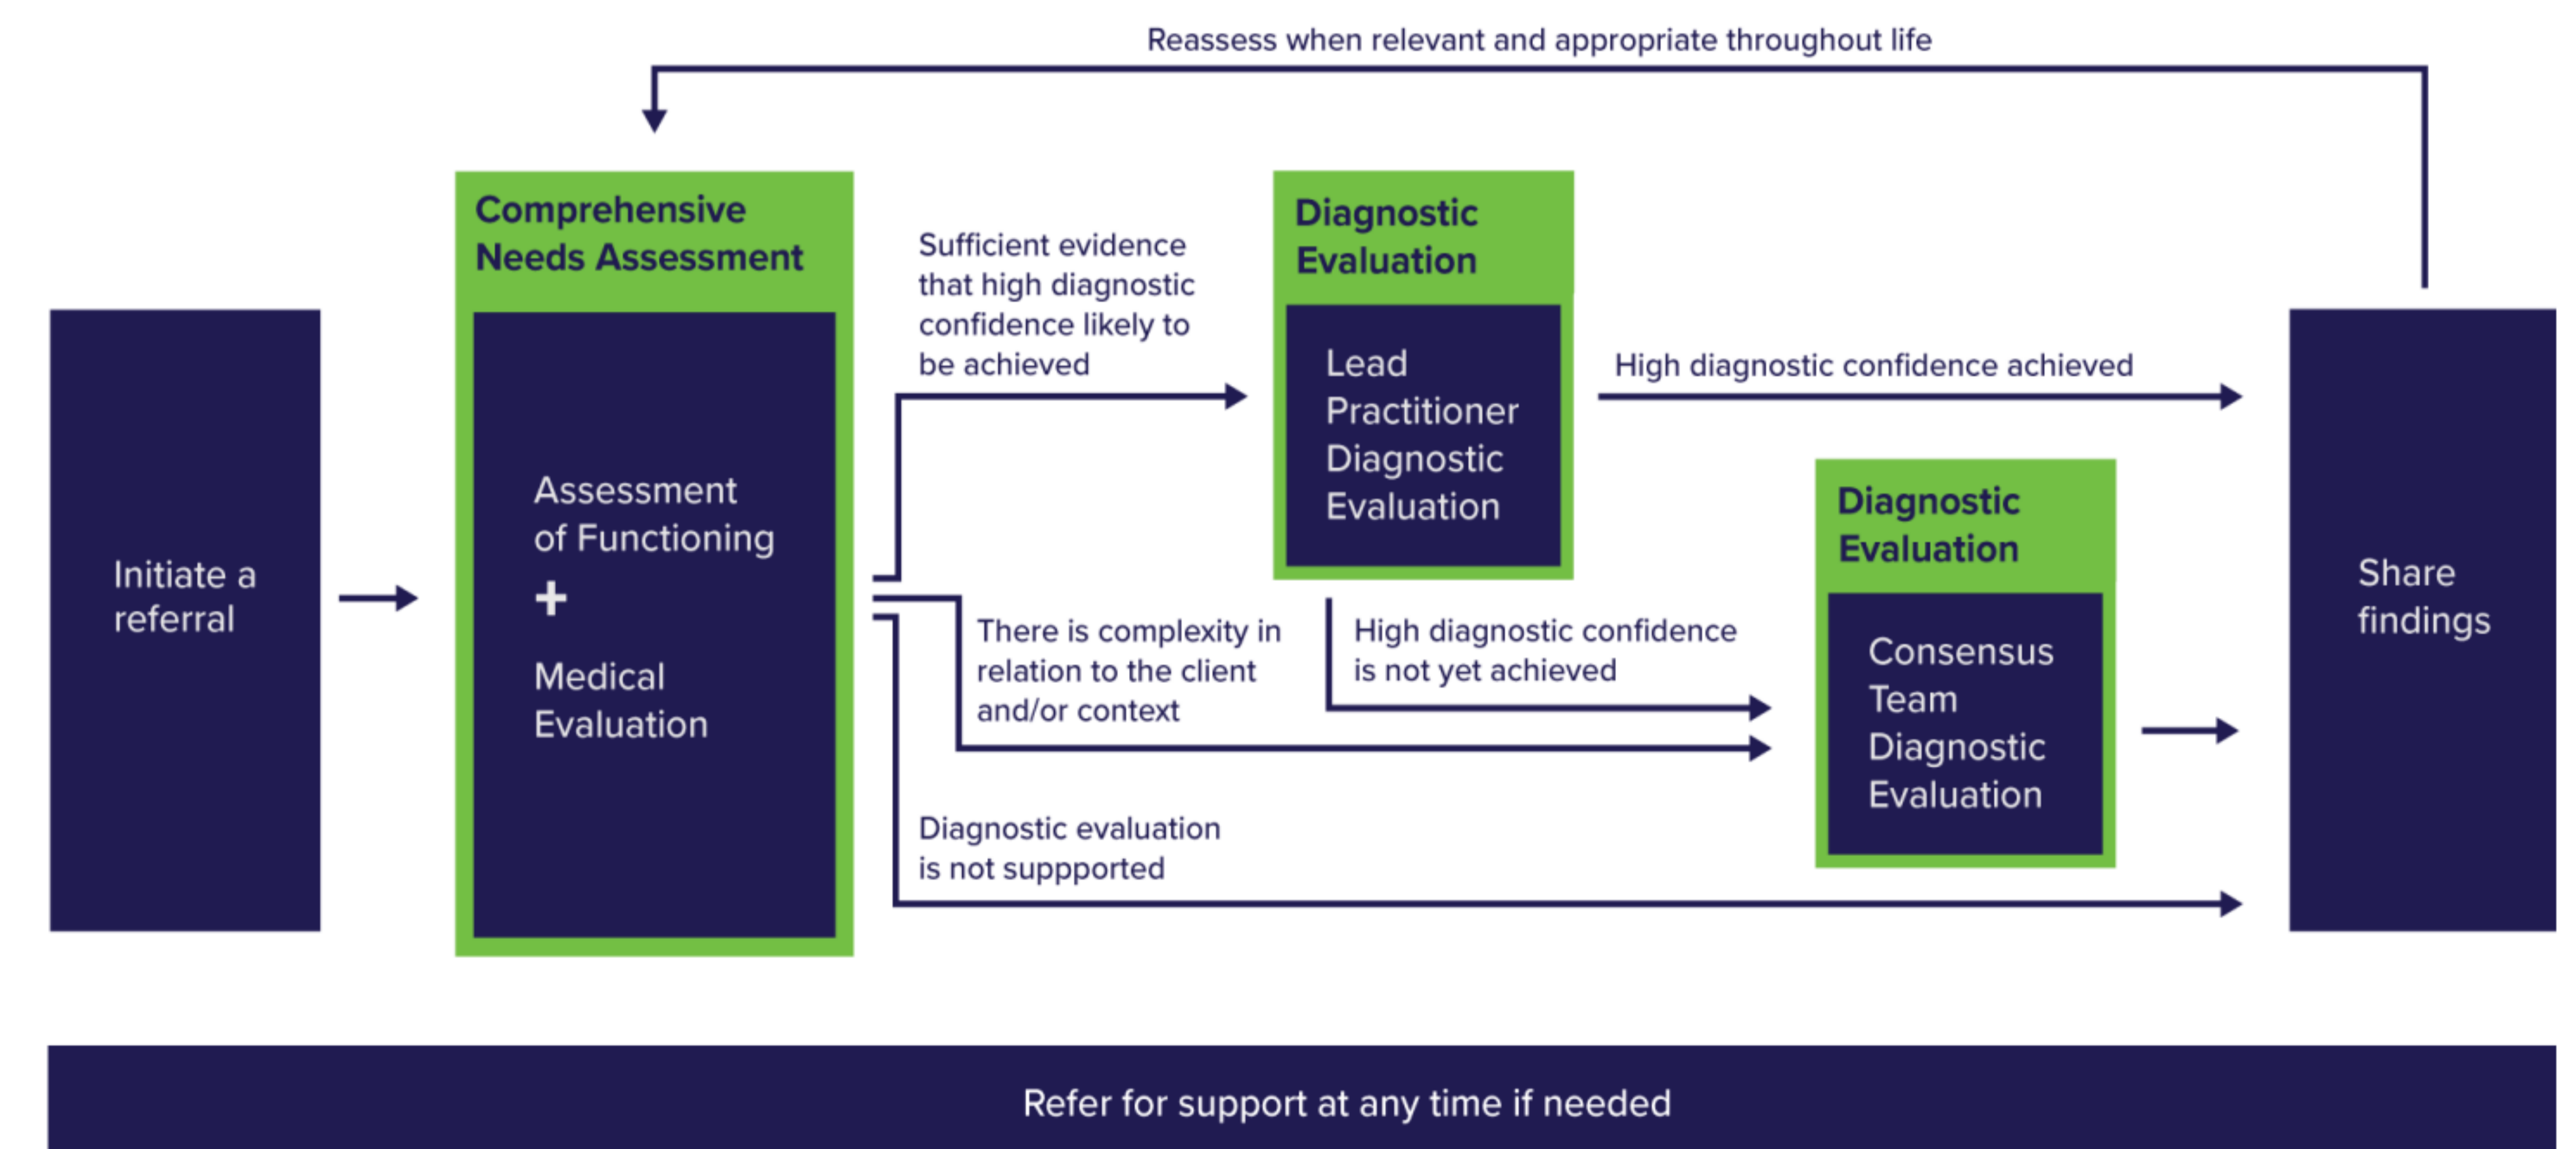 Reassess when relevant and appropriate throughout life
Initiate a
referral
Comprehensive
Needs Assessment
Assessment
of Functioning
+
Medical
Evaluation
Sufficient evidence
that high diagnostic
confidence likely to
be achieved
There is complexity in
relation to the client
and/or context
Diagnostic evaluation
is not suppported
Diagnostic
Evaluation
Lead
Practitioner
Diagnostic
Evaluation
High diagnostic confidence achieved
High diagnostic confidence
is not yet achieved
Diagnostic
Evaluation
Consensus
Team
Diagnostic
Evaluation
Share
findings
Refer for support at any time if needed